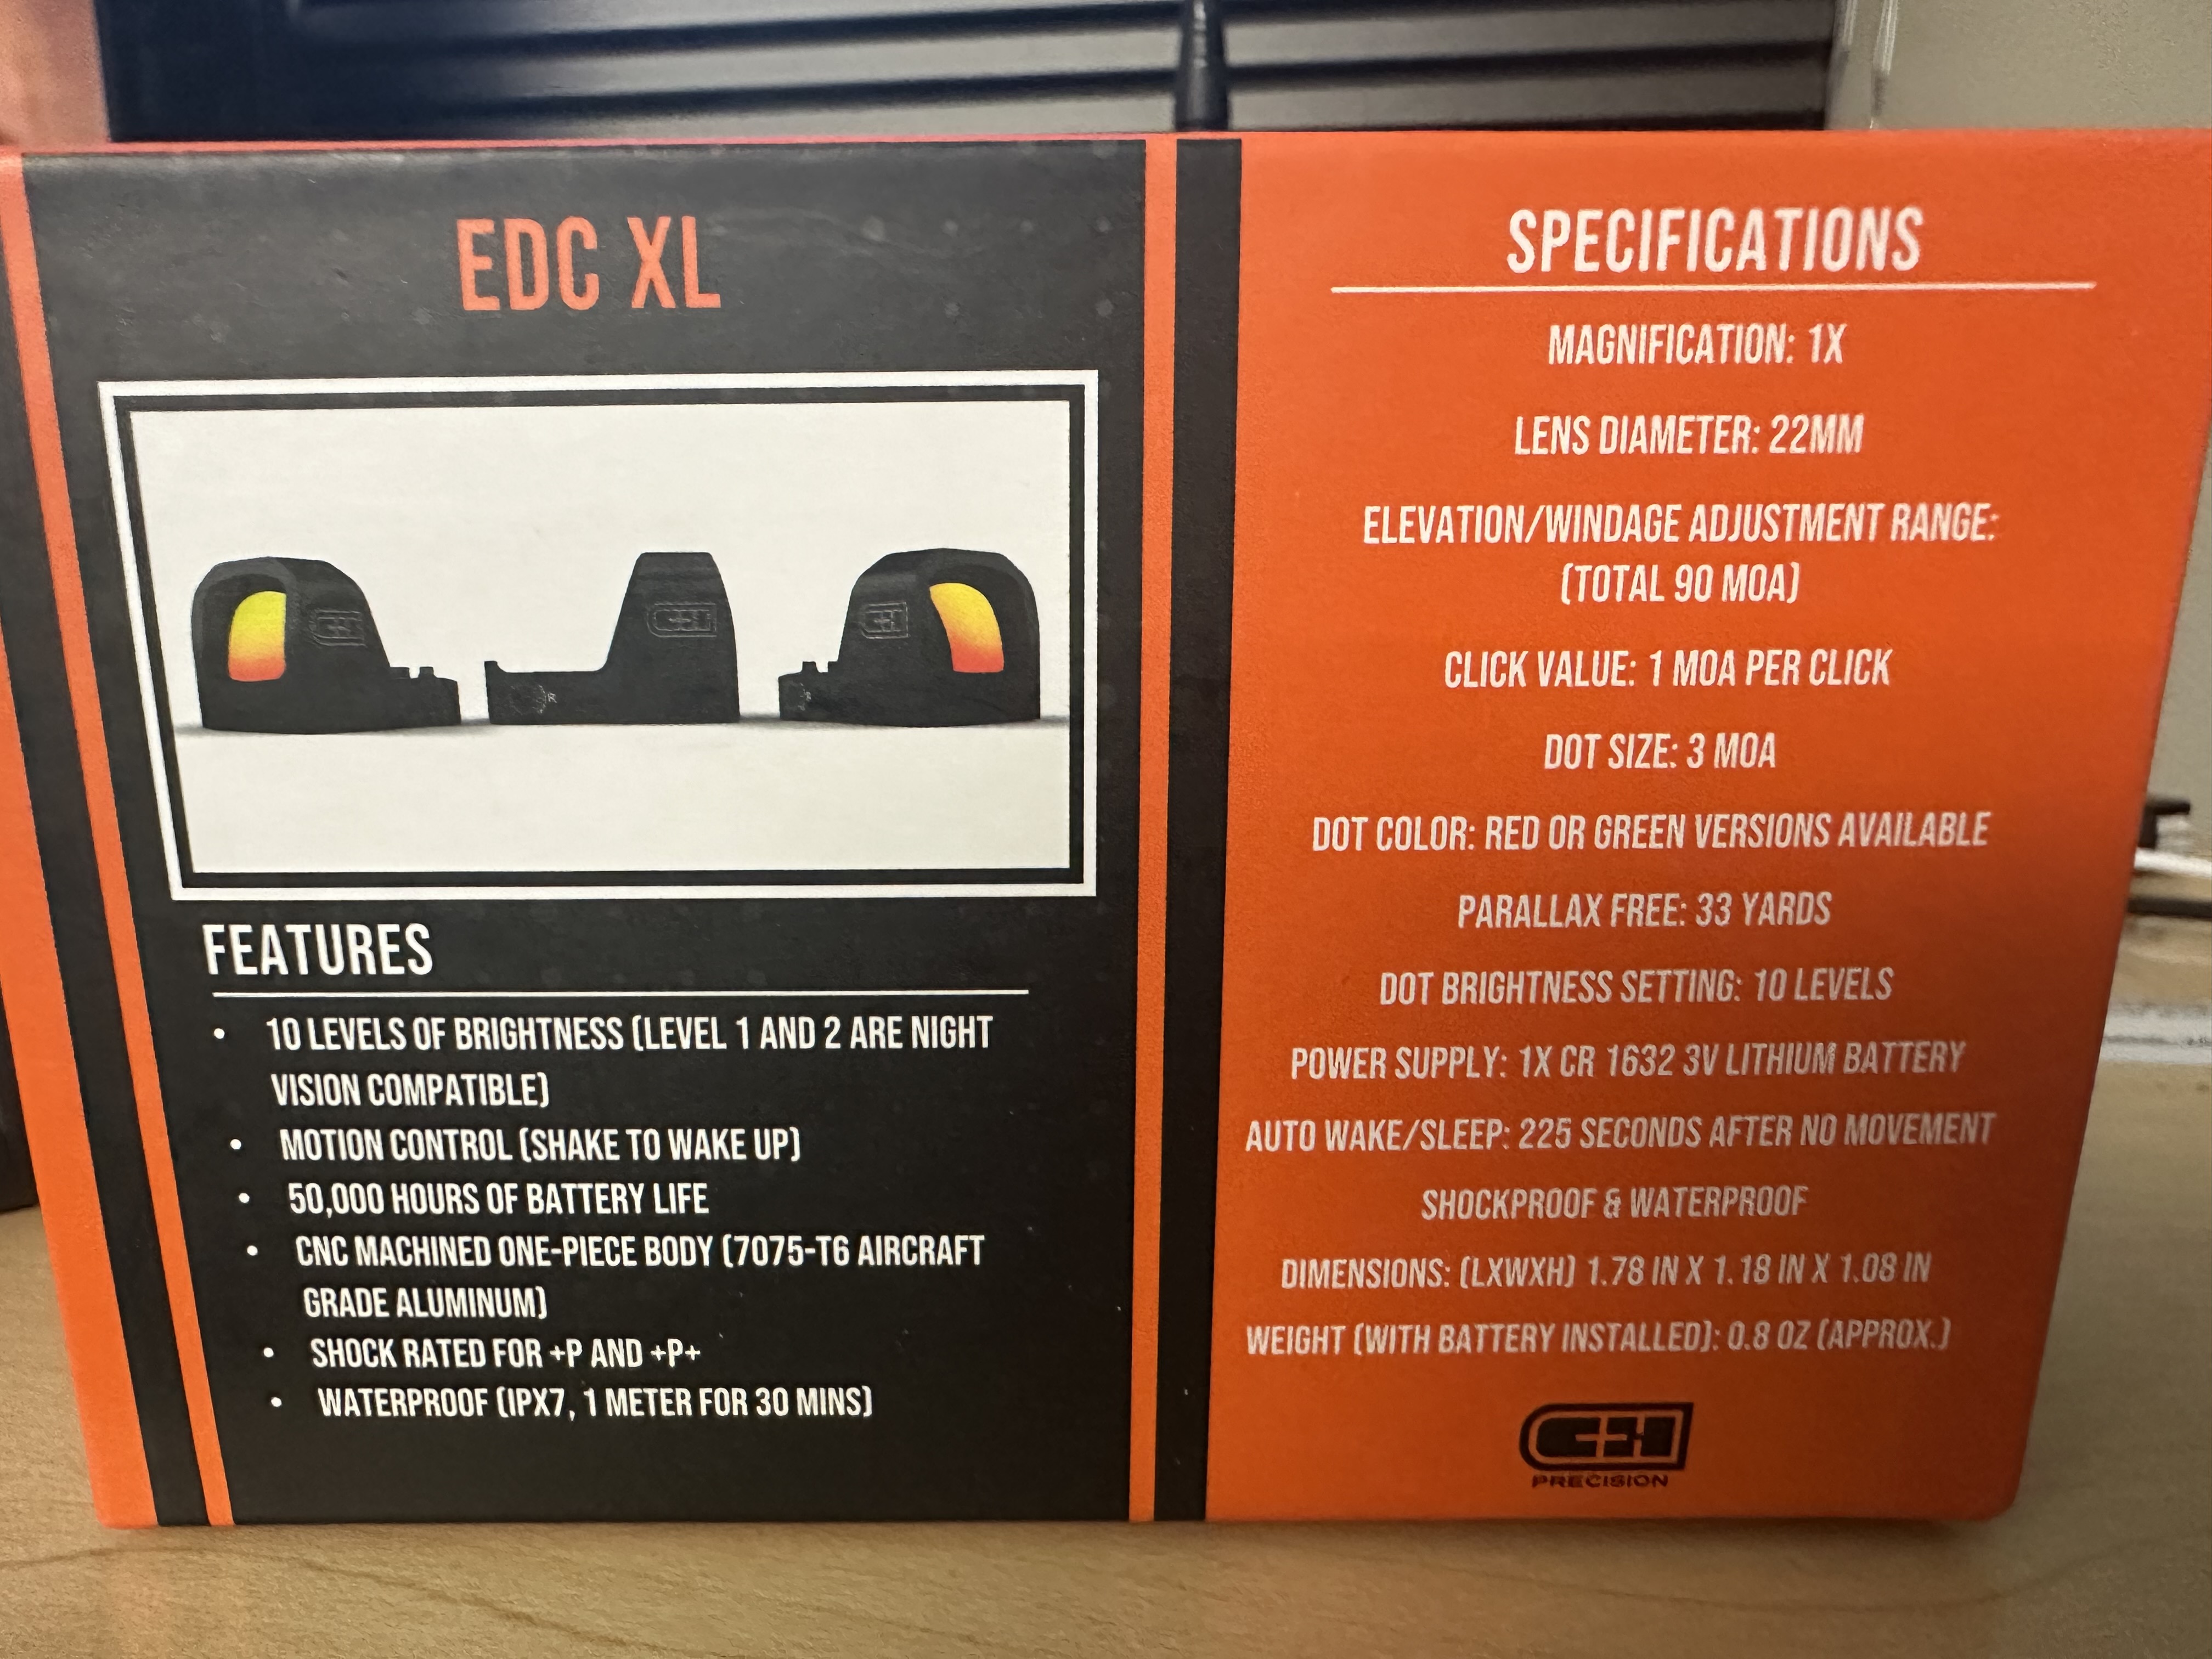 EDC XL
FEATURES
• 10 LEVELS OF BRIGHTNESS (LEVEL 1 AND 2 ARE NIGHT
VISION COMPATIBLE)
• MOTION CONTROL (SHAKE TO WAKE UP)
• 50,000 HOURS OF BATTERY LIFE
• CNC MACHINED ONE-PIECE BODY (7075-T6 AIRCRAFT
GRADE ALUMINUM)
• SHOCK RATED FOR +P AND +P+
• WATERPROOF (IPX7, 1 METER FOR 30 MINS)
SPECIFICATIONS
MAGNIFICATION: 1X
LENS DIAMETER: 22MM
ELEVATION/WINDAGE ADJUSTMENT RANGE:
(TOTAL 90 MOA)
CLICK VALUE: 1 MOA PER CLICK
DOT SIZE: 3 MOA
DOT COLOR: RED OR GREEN VERSIONS AVAILABLE
PARALLAX FREE: 33 YARDS
DOT BRIGHTNESS SETTING: 10 LEVELS
POWER SUPPLY: 1X CR 1632 3V LITHIUM BATTERY
AUTO WAKE/SLEEP: 225 SECONDS AFTER NO MOVEMENT
SHOCKPROOF & WATERPROOF
DIMENSIONS: (LXWXH) 1.78 IN X 1.18 IN X 1.08 IN
WEIGHT (WITH BATTERY INSTALLED): 0.8 OZ (APPROX.)
C+H
PRECISION